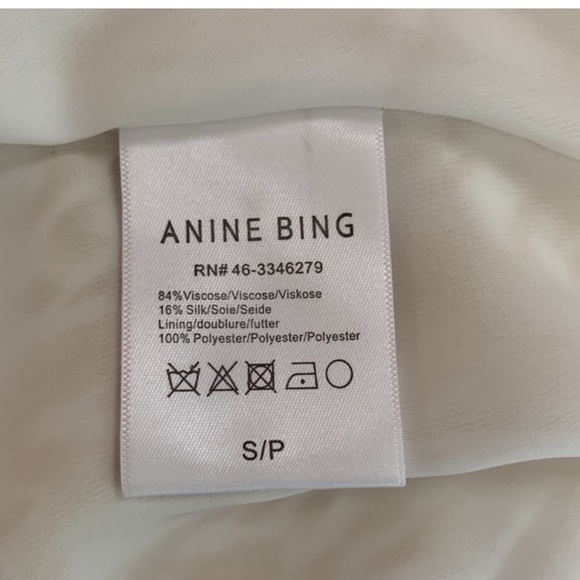 ANINE BING
RN# 46-3346279
84%Viscose/Viscose/Viskose
16% Silk/Soie/Seide
Lining/doublure/futter
100% Polyester/Polyester/Polyester
S/P